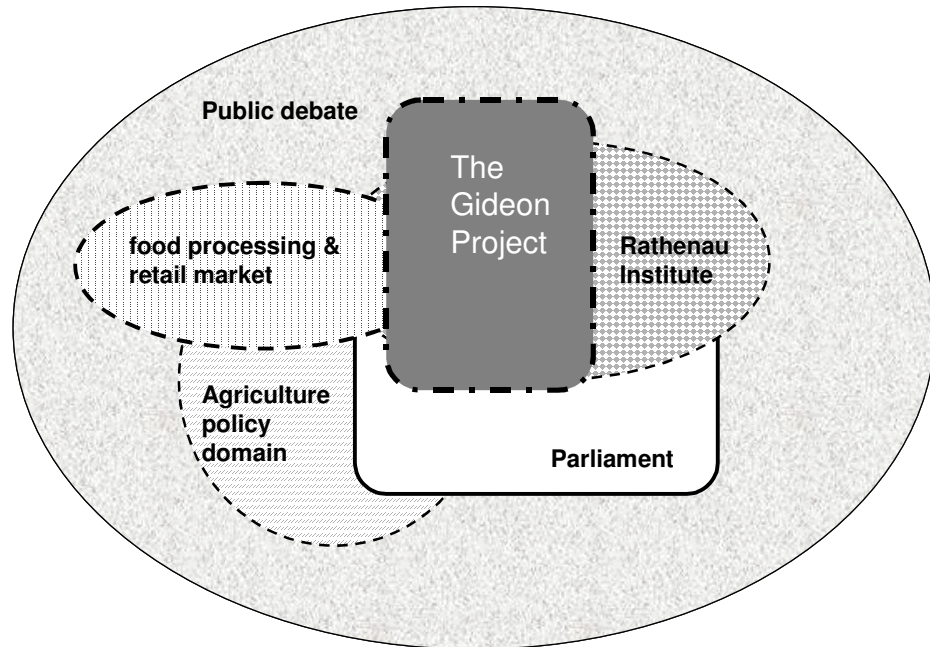 Public debate
The
Gideon
Project
food processing &
retail market
Rathenau
Institute
Agriculture
policy
domain
Parliament